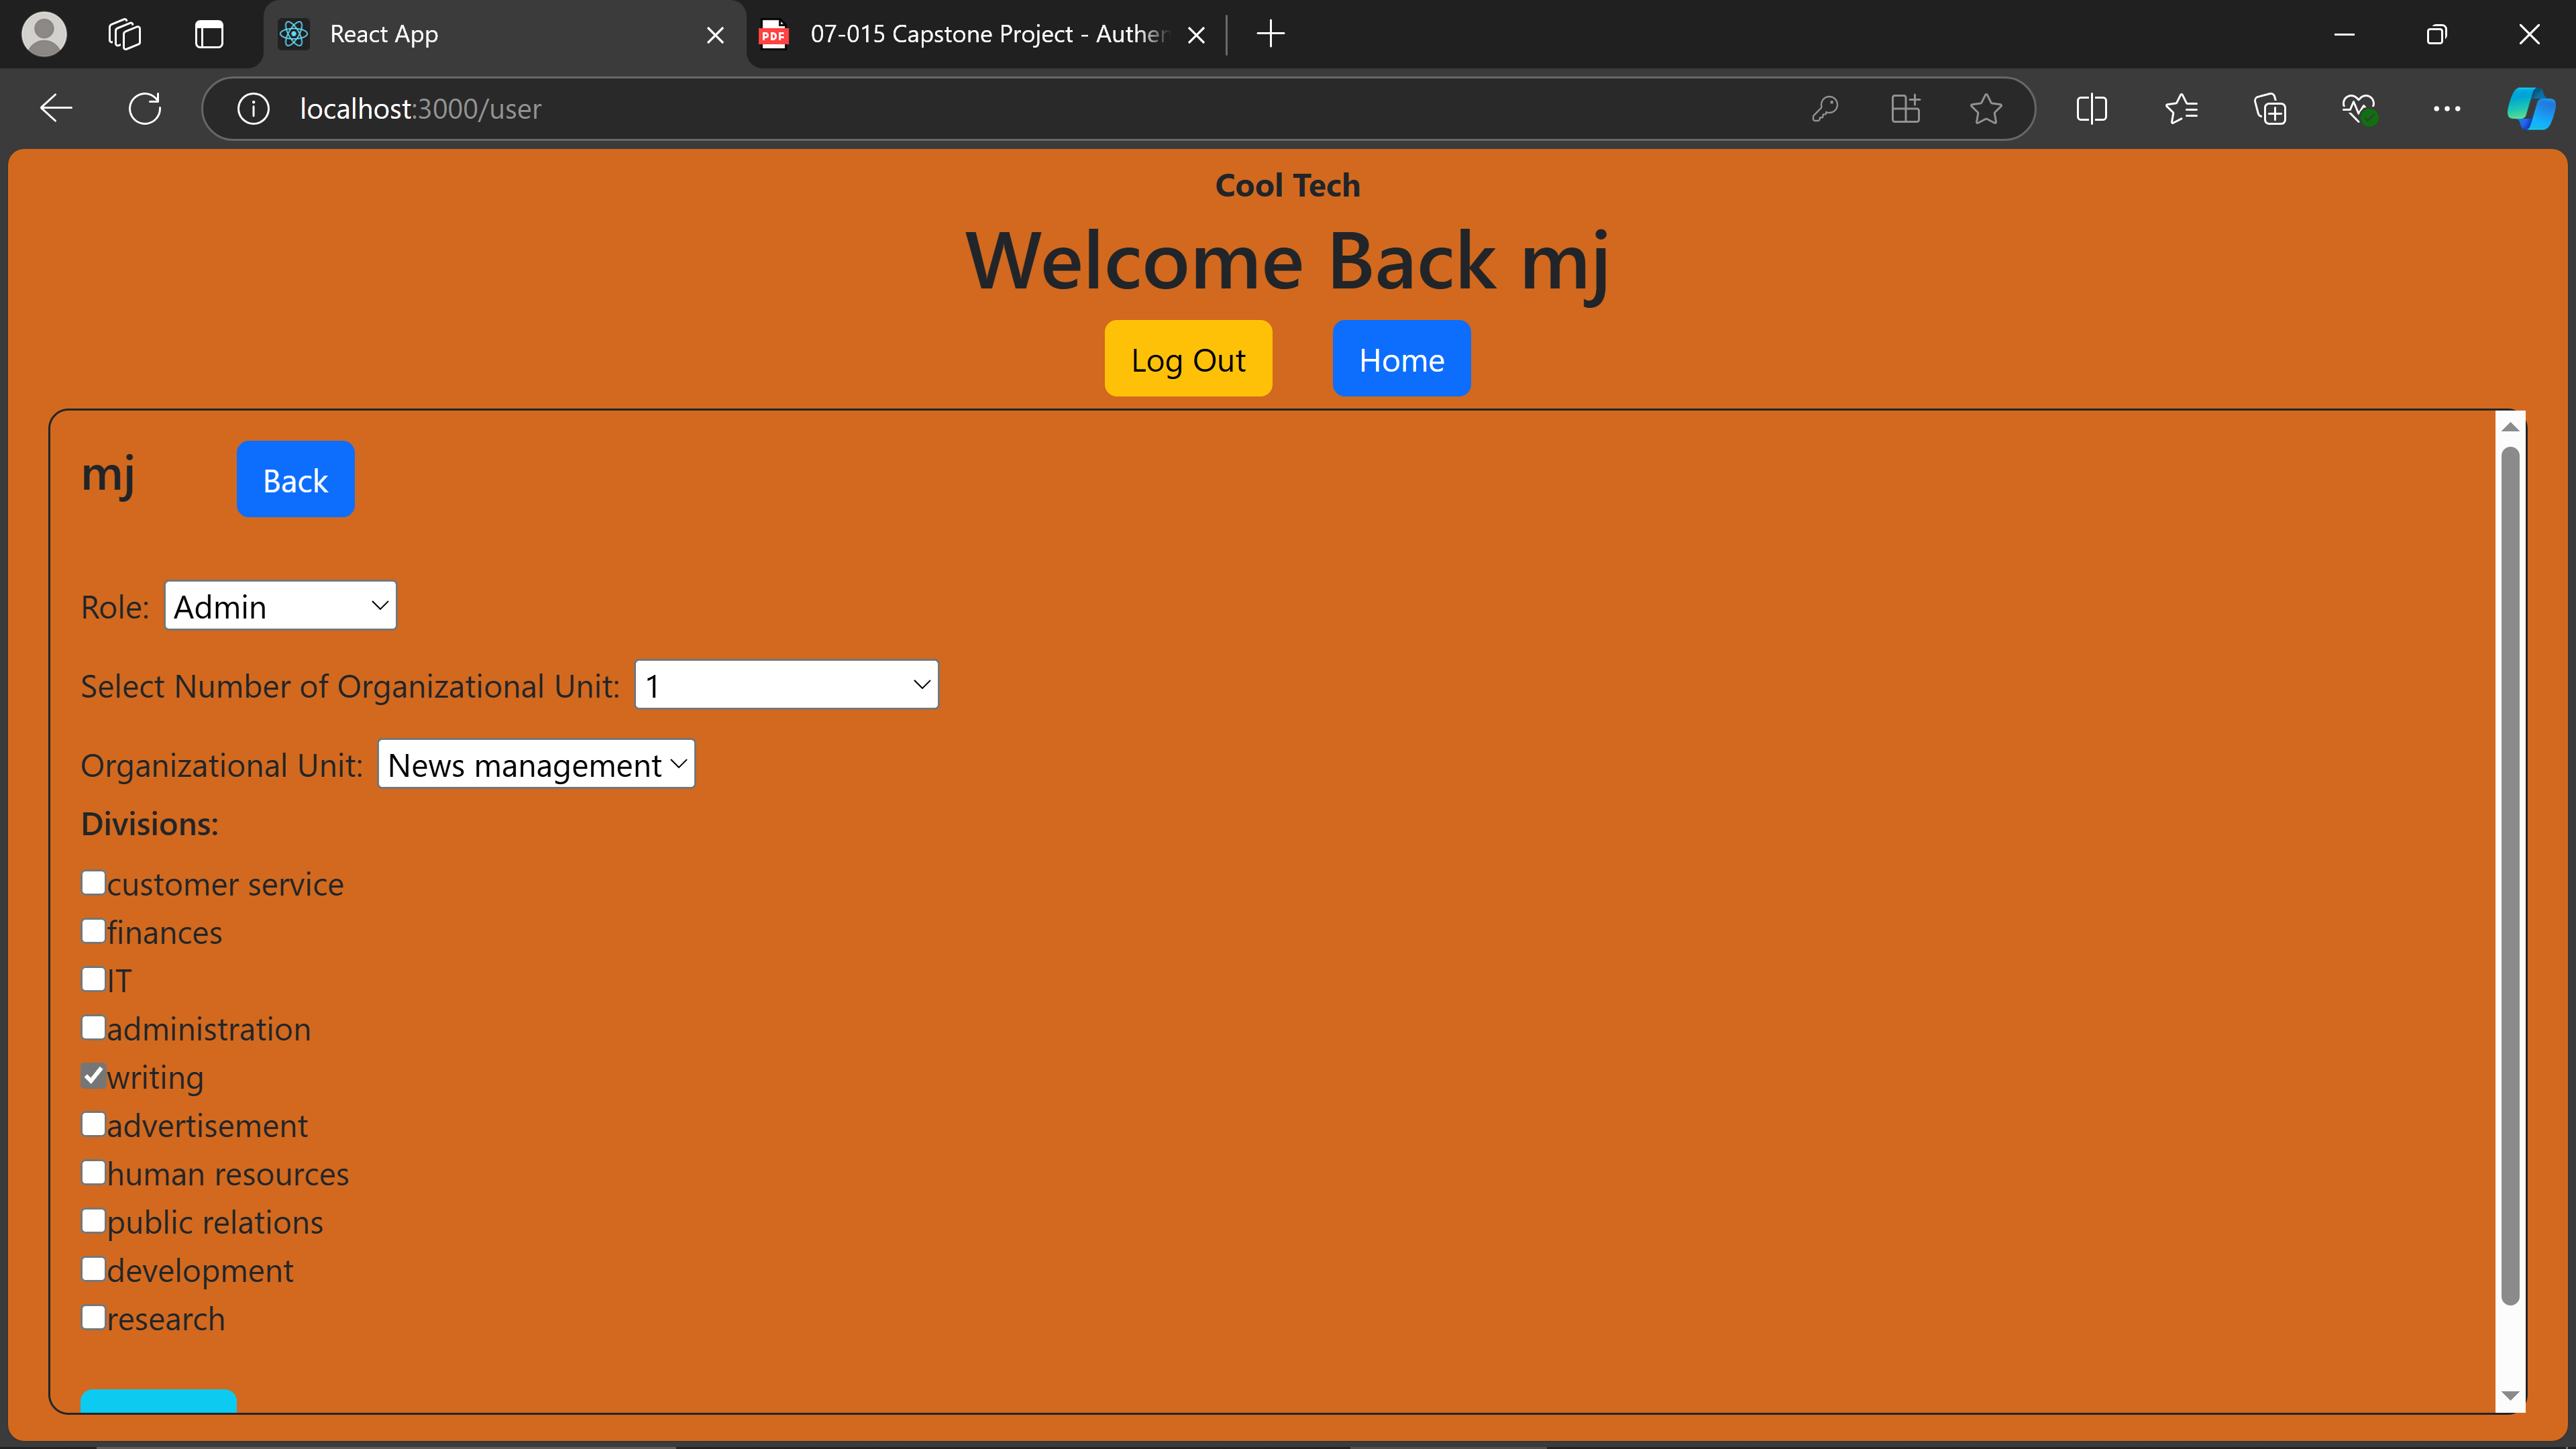 React App
PDF
07-015 Capstone Project - Authen
localhost:3000/user
Cool Tech
Welcome Back mj
Log Out Home
mj Back
Role: Admin
Select Number of Organizational Unit: 1
Organizational Unit: News management
Divisions:
customer service
finances
IT
administration
writing
advertisement
human resources
public relations
development
research